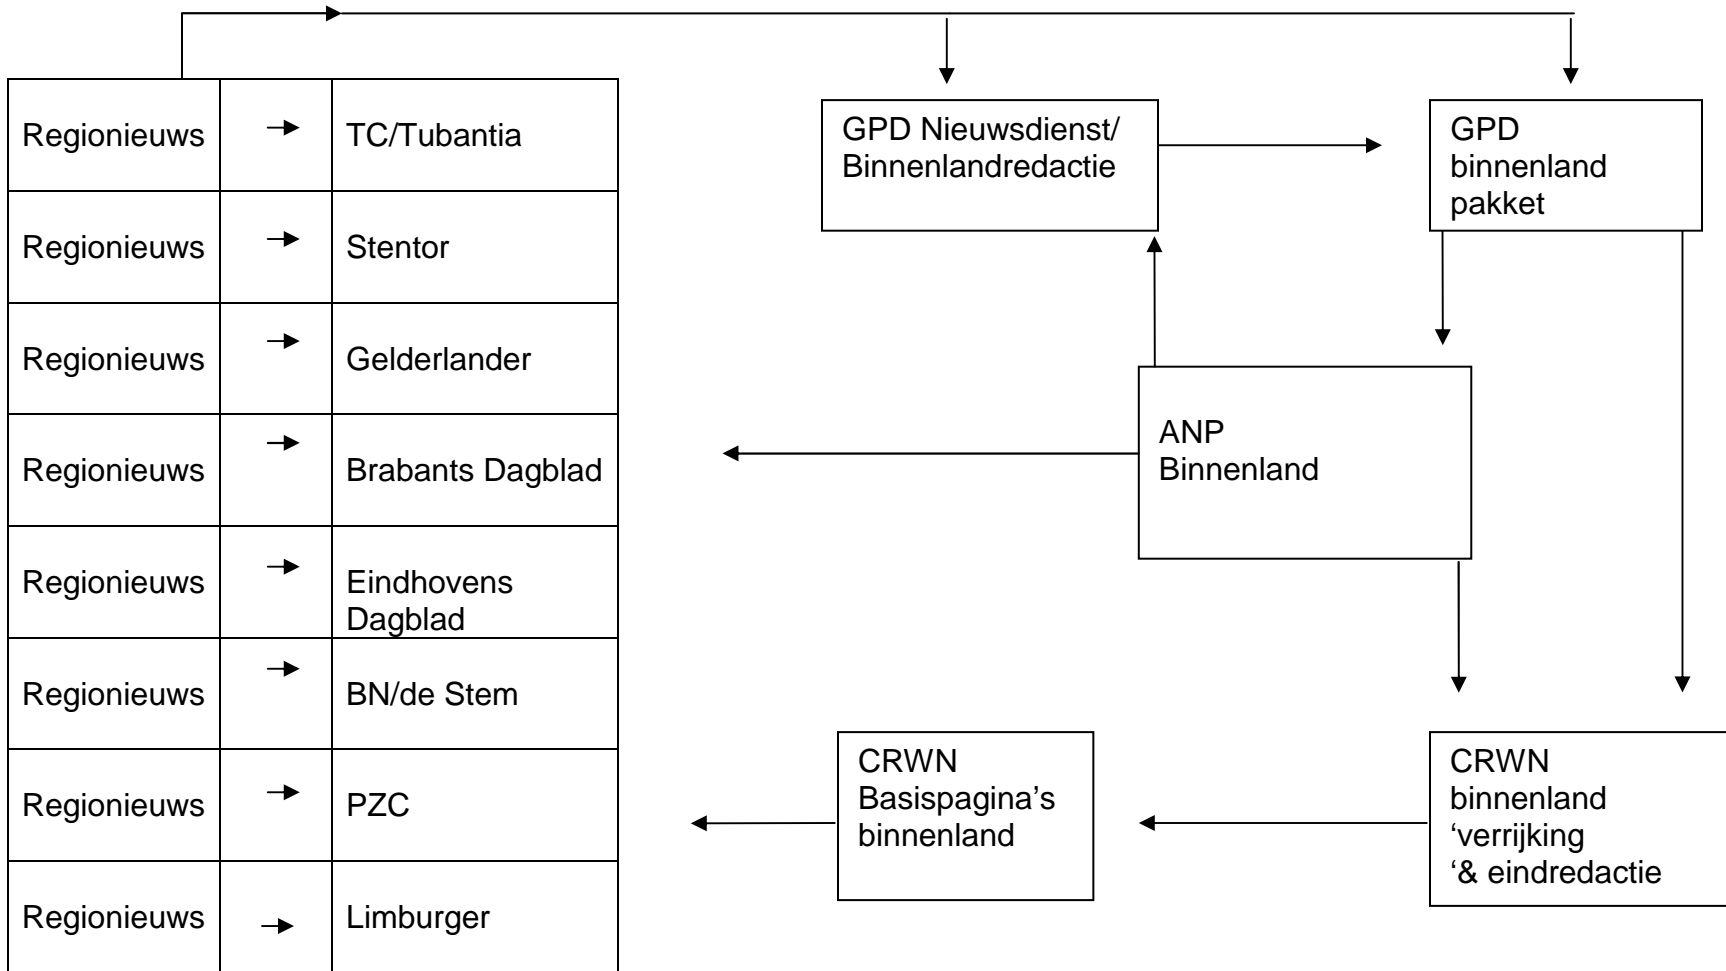 Regionieuws TC/Tubantia
Regionieuws Stentor
Regionieuws Gelderlander
Regionieuws Brabants Dagblad
Regionieuws Eindhovens
Dagblad
Regionieuws BN/de Stem
Regionieuws PZC
Regionieuws Limburger
GPD Nieuwsdienst/
Binnenlandredactie
GPD
binnenland
pakket
ANP
Binnenland
CRWN
Basispagina’s
binnenland
CRWN
binnenland
‘verrijking
‘& eindredactie